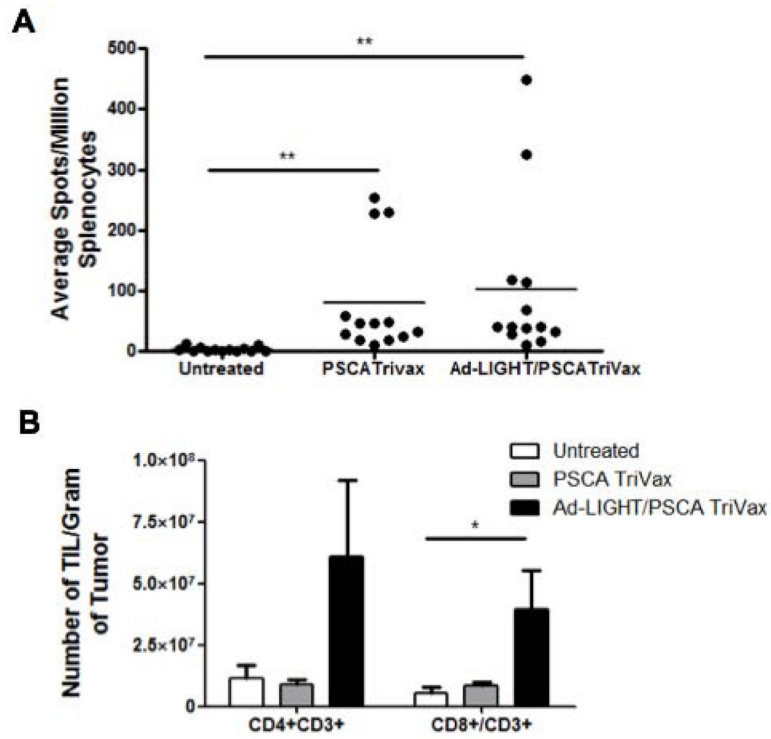 A
Average Spots/Million
Splenocytes
500
400
300
200
100
0
**
**
Untreated
PSCATrivax
Ad-LIGHT/PSCATriVax
B
Number of TIL/Gram
of Tumor
1.0×10⁸
7.5×10⁷
5.0×10⁷
2.5×10⁷
0
Untreated
PSCA TriVax
Ad-LIGHT/PSCA TriVax
*
CD4+CD3+
CD8+/CD3+